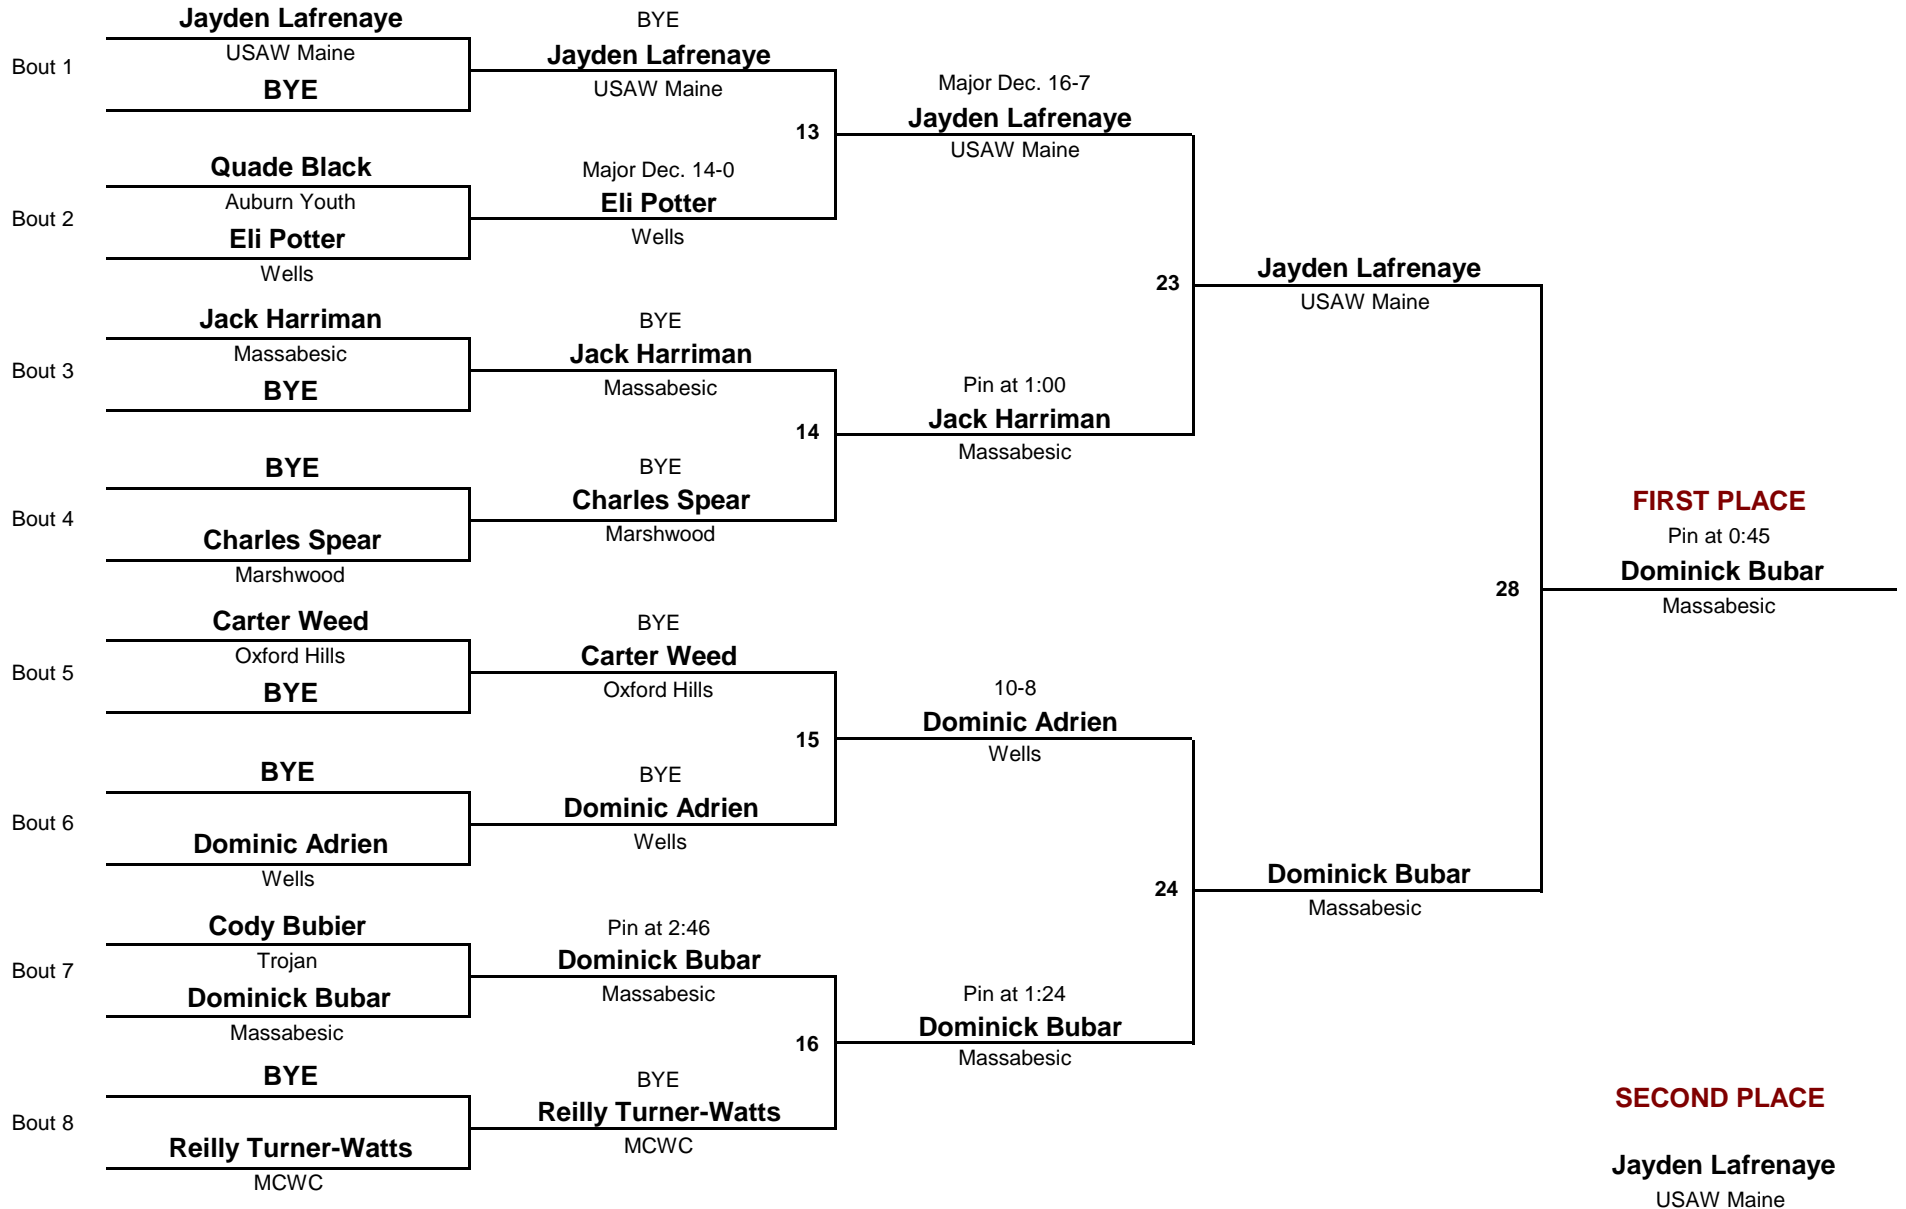 Bout 1
Jayden Lafrenaye
USAW Maine
BYE
Bout 2
Quade Black
Auburn Youth
Eli Potter
Wells
Bout 3
Jack Harriman
Massabesic
BYE
Bout 4
BYE
Charles Spear
Marshwood
Bout 5
Carter Weed
Oxford Hills
BYE
Bout 6
BYE
Dominic Adrien
Wells
Bout 7
Cody Bubier
Trojan
Dominick Bubar
Massabesic
Bout 8
BYE
Reilly Turner-Watts
MCWC
BYE
Jayden Lafrenaye
USAW Maine
13
Major Dec. 14-0
Eli Potter
Wells
BYE
Jack Harriman
Massabesic
14
BYE
Charles Spear
Marshwood
BYE
Carter Weed
Oxford Hills
15
BYE
Dominic Adrien
Wells
Pin at 2:46
Dominick Bubar
Massabesic
16
BYE
Reilly Turner-Watts
MCWC
Major Dec. 16-7
Jayden Lafrenaye
USAW Maine
23
Pin at 1:00
Jack Harriman
Massabesic
10-8
Dominic Adrien
Wells
24
Pin at 1:24
Dominick Bubar
Massabesic
Jayden Lafrenaye
USAW Maine
28
Dominick Bubar
Massabesic
FIRST PLACE
Pin at 0:45
Dominick Bubar
Massabesic
SECOND PLACE
Jayden Lafrenaye
USAW Maine